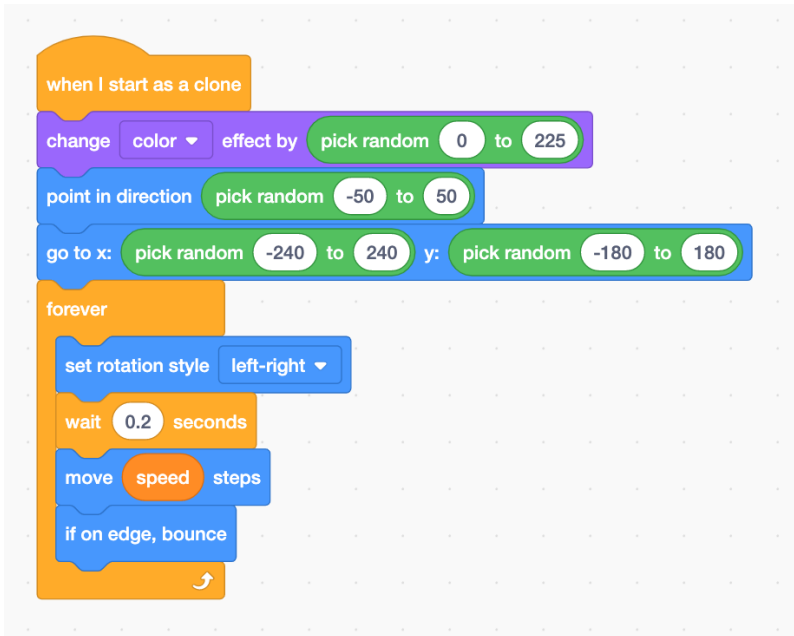 when I start as a clone
change color effect by pick random 0 to 225
point in direction pick random -50 to 50
go to x: pick random -240 to 240 y: pick random -180 to 180
forever
set rotation style left-right
wait 0.2 seconds
move speed steps
if on edge, bounce